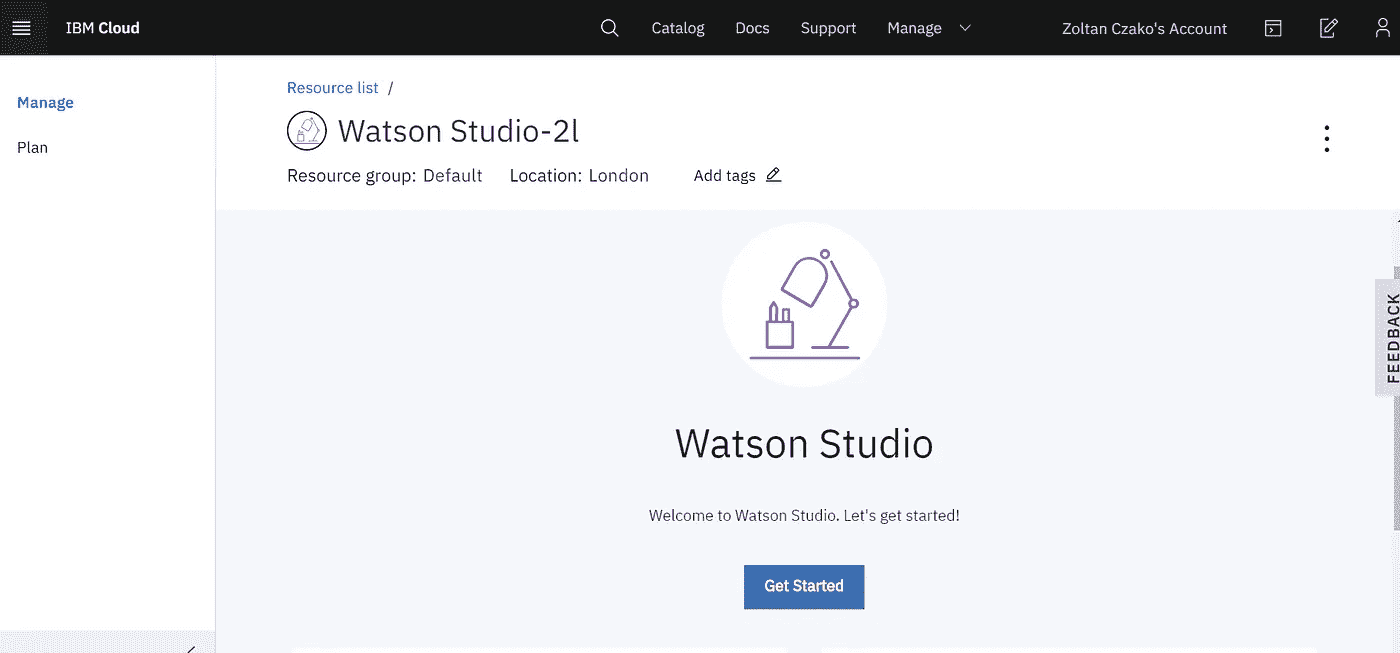 IBM Cloud Catalog Docs Support Manage Zoltan Czako's Account
Manage
Plan
Resource list /
Watson Studio-2l
Resource group: Default Location: London Add tags
FEEDBACK
Watson Studio
Welcome to Watson Studio. Let's get started!
Get Started